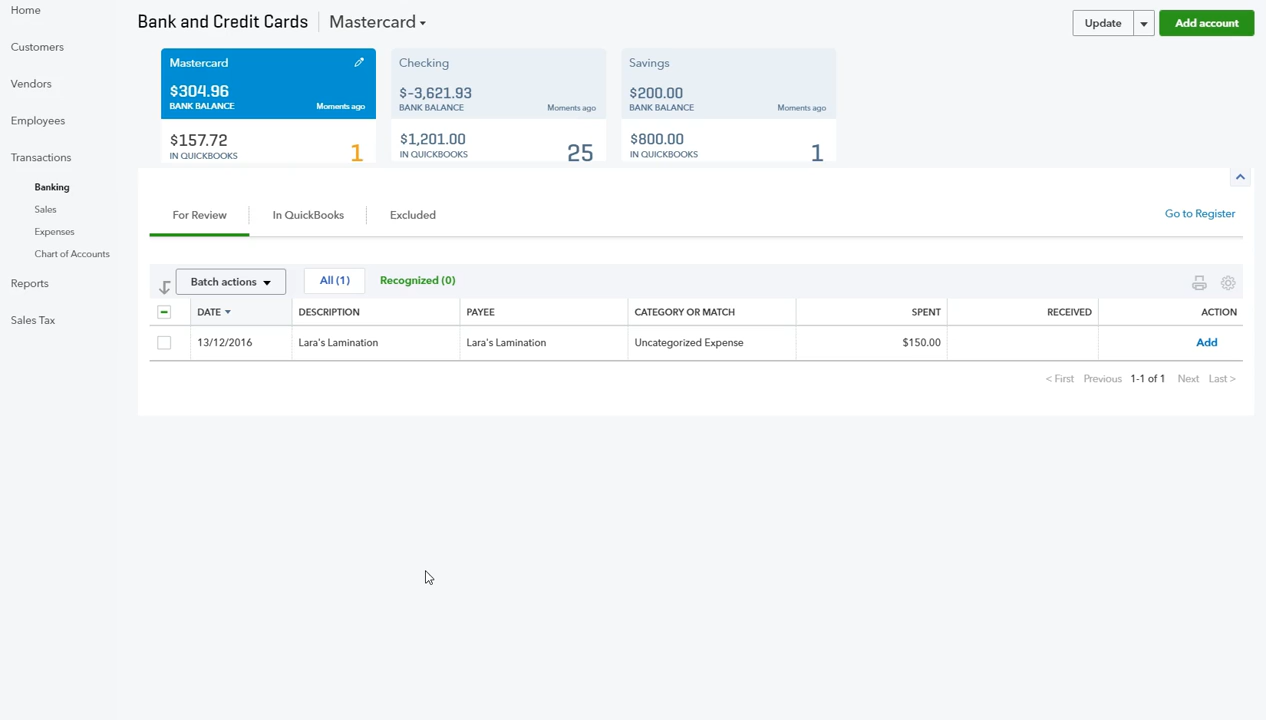 Home
Customers
Vendors
Employees
Transactions
Banking
Sales
Expenses
Chart of Accounts
Reports
Sales Tax
Bank and Credit Cards Mastercard
Update Add account
Mastercard
$304.96
BANK BALANCE Moments ago
$157.72
IN QUICKBOOKS 1
Checking
$-3,621.93
BANK BALANCE Moments ago
$1,201.00
IN QUICKBOOKS 25
Savings
$200.00
BANK BALANCE Moments ago
$800.00
IN QUICKBOOKS 1
For Review In QuickBooks Excluded Go to Register
Batch actions All (1) Recognized (0)
DATE DESCRIPTION PAYEE CATEGORY OR MATCH SPENT RECEIVED ACTION
13/12/2016 Lara's Lamination Lara's Lamination Uncategorized Expense $150.00 Add
< First Previous 1-1 of 1 Next Last >